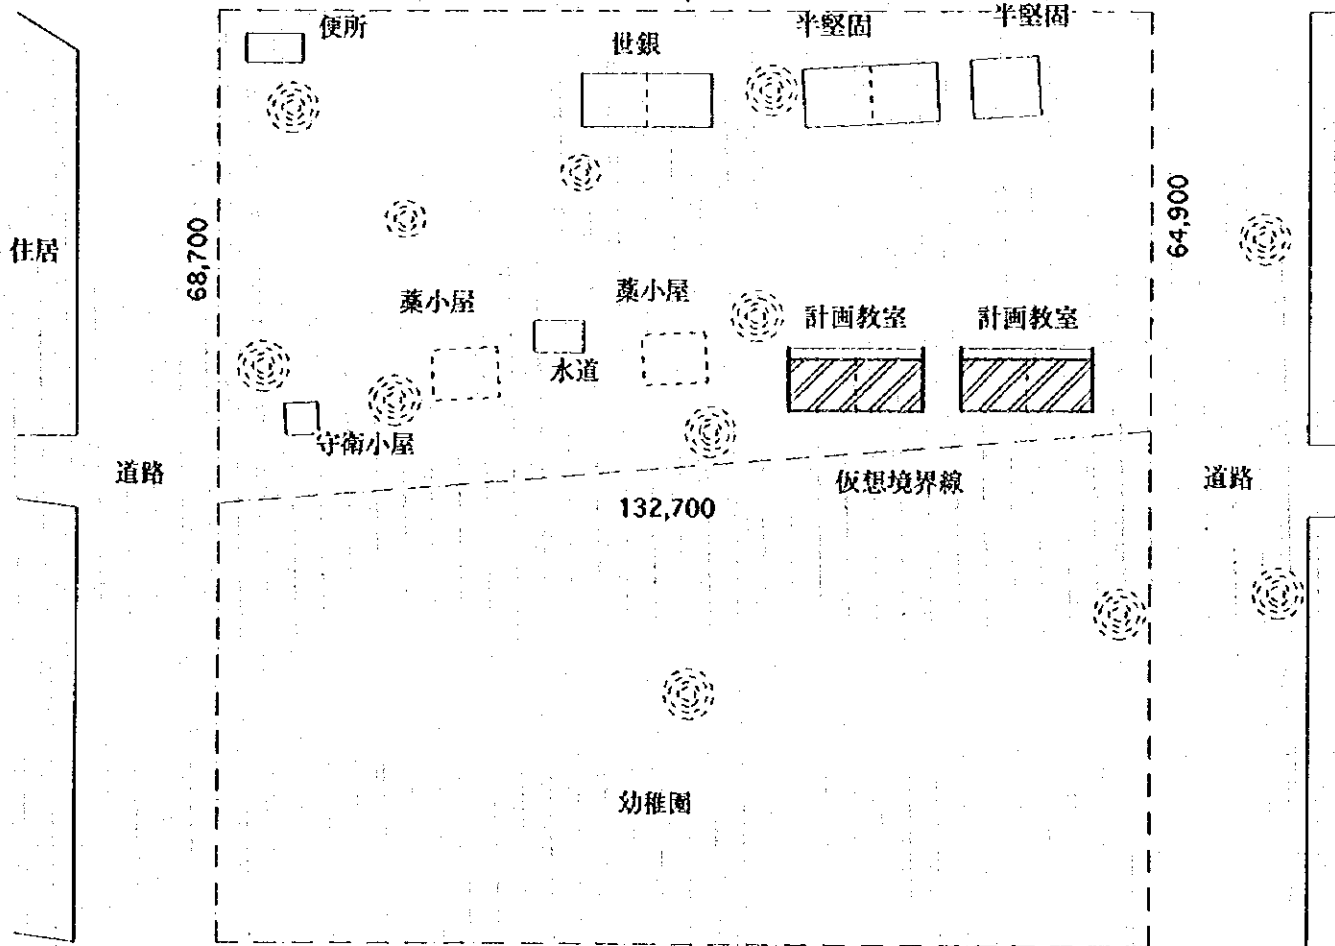 便所
世銀
半堅固
半堅固
住居
68,700
64,900
藁小屋
藁小屋
計画教室
計画教室
水道
守衛小屋
道路
仮想境界線
道路
132,700
幼稚園